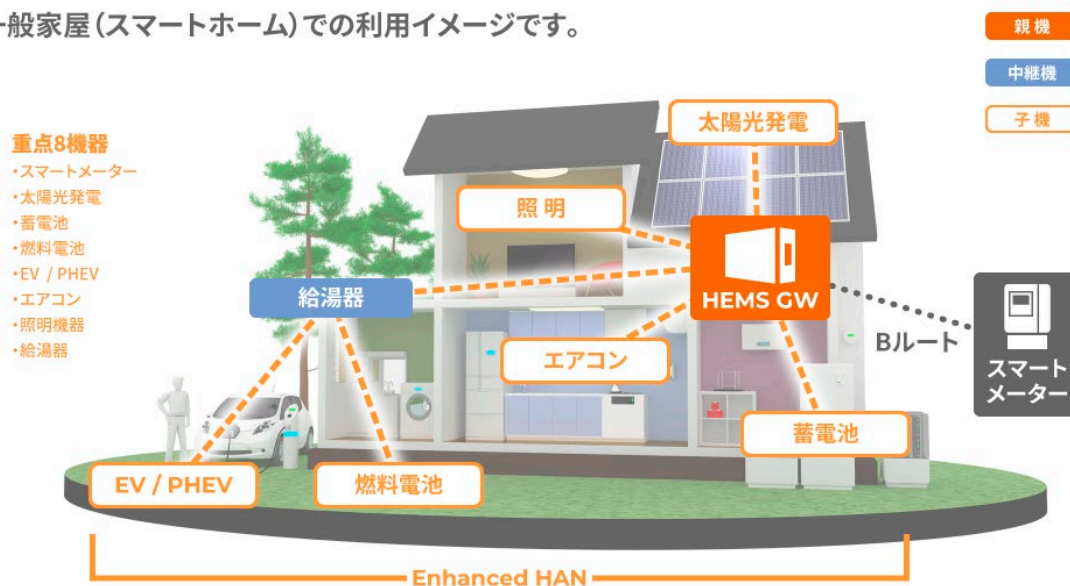 般家屋(スマートホーム)での利用イメージです。
親機
中継機
子機
重点8機器
・スマートメーター
・太陽光発電
・蓄電池
・燃料電池
・EV / PHEV
・エアコン
・照明機器
・給湯器
太陽光発電
照明
給湯器
HEMS GW
エアコン
Bルート
スマート
メーター
蓄電池
EV / PHEV
燃料電池
Enhanced HAN